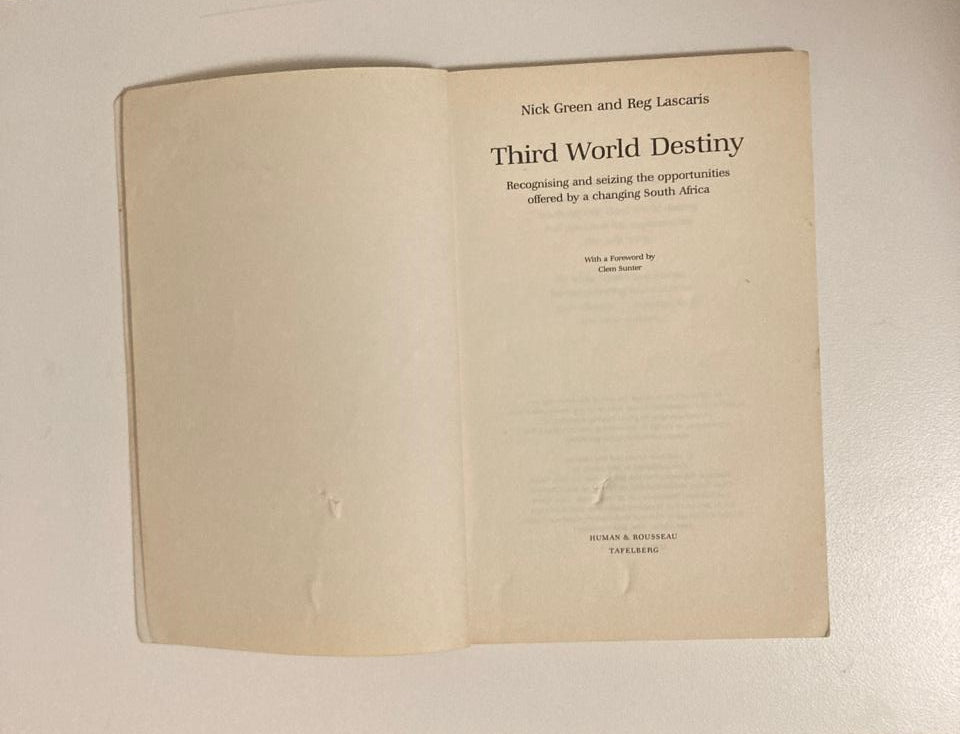 Nick Green and Reg Lascaris
Third World Destiny
Recognising and seizing the opportunities
offered by a changing South Africa
With a Foreword by
Clem Sunter
HUMAN & ROUSSEAU
TAFELBERG